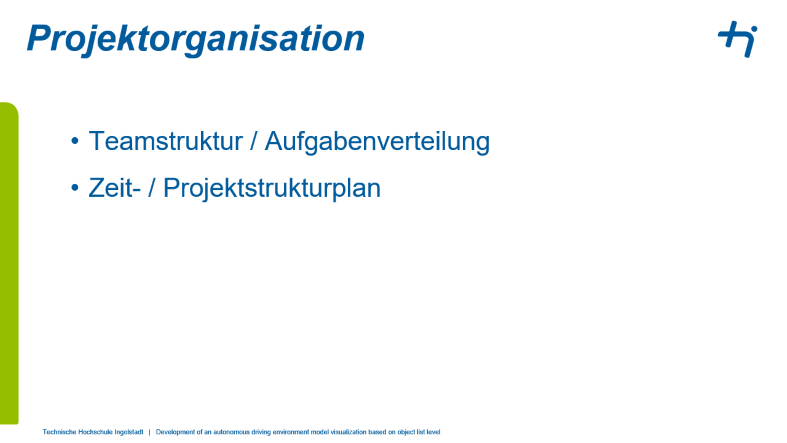 Projektorganisation
• Teamstruktur / Aufgabenverteilung
• Zeit- / Projektstrukturplan
Technische Hochschule Ingolstadt | Development of an autonomous driving environment model visualization based on object list level